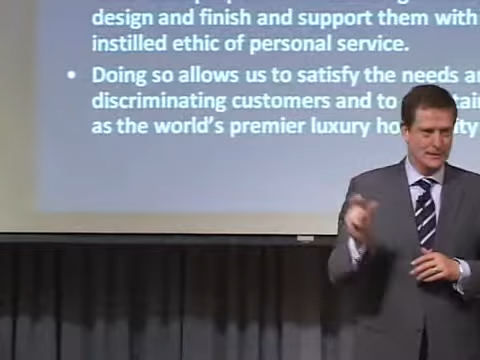 design and finish and support them with
instilled ethic of personal service.
• Doing so allows us to satisfy the needs a
discriminating customers and to
as the world's premier luxury ho